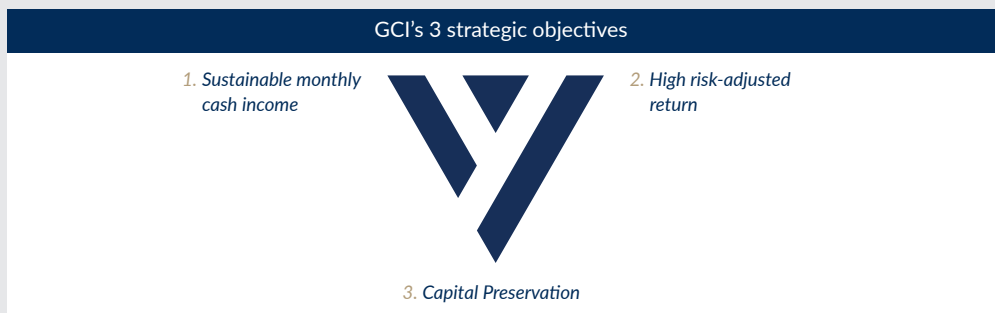 GCI's 3 strategic objectives
1. Sustainable monthly
cash income
2. High risk-adjusted
return
3. Capital Preservation